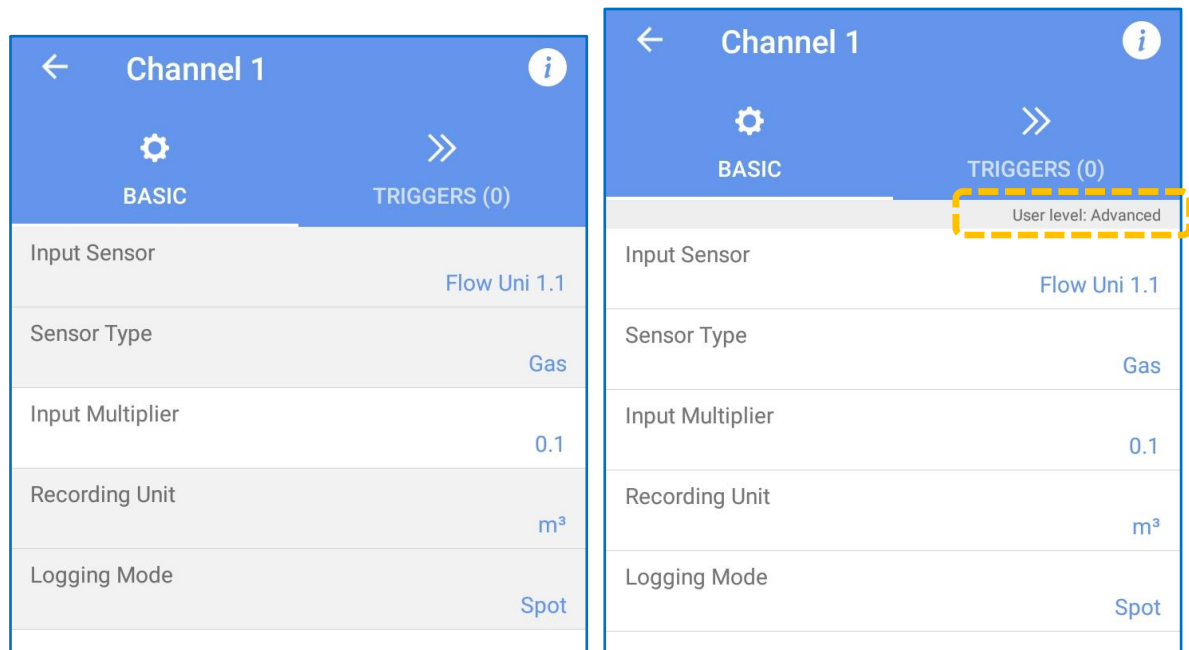 Channel 1
i
BASIC
TRIGGERS (0)
Input Sensor
Flow Uni 1.1
Sensor Type
Gas
Input Multiplier
0.1
Recording Unit
m³
Logging Mode
Spot
Channel 1
i
BASIC
TRIGGERS (0)
User level: Advanced
Input Sensor
Flow Uni 1.1
Sensor Type
Gas
Input Multiplier
0.1
Recording Unit
m³
Logging Mode
Spot